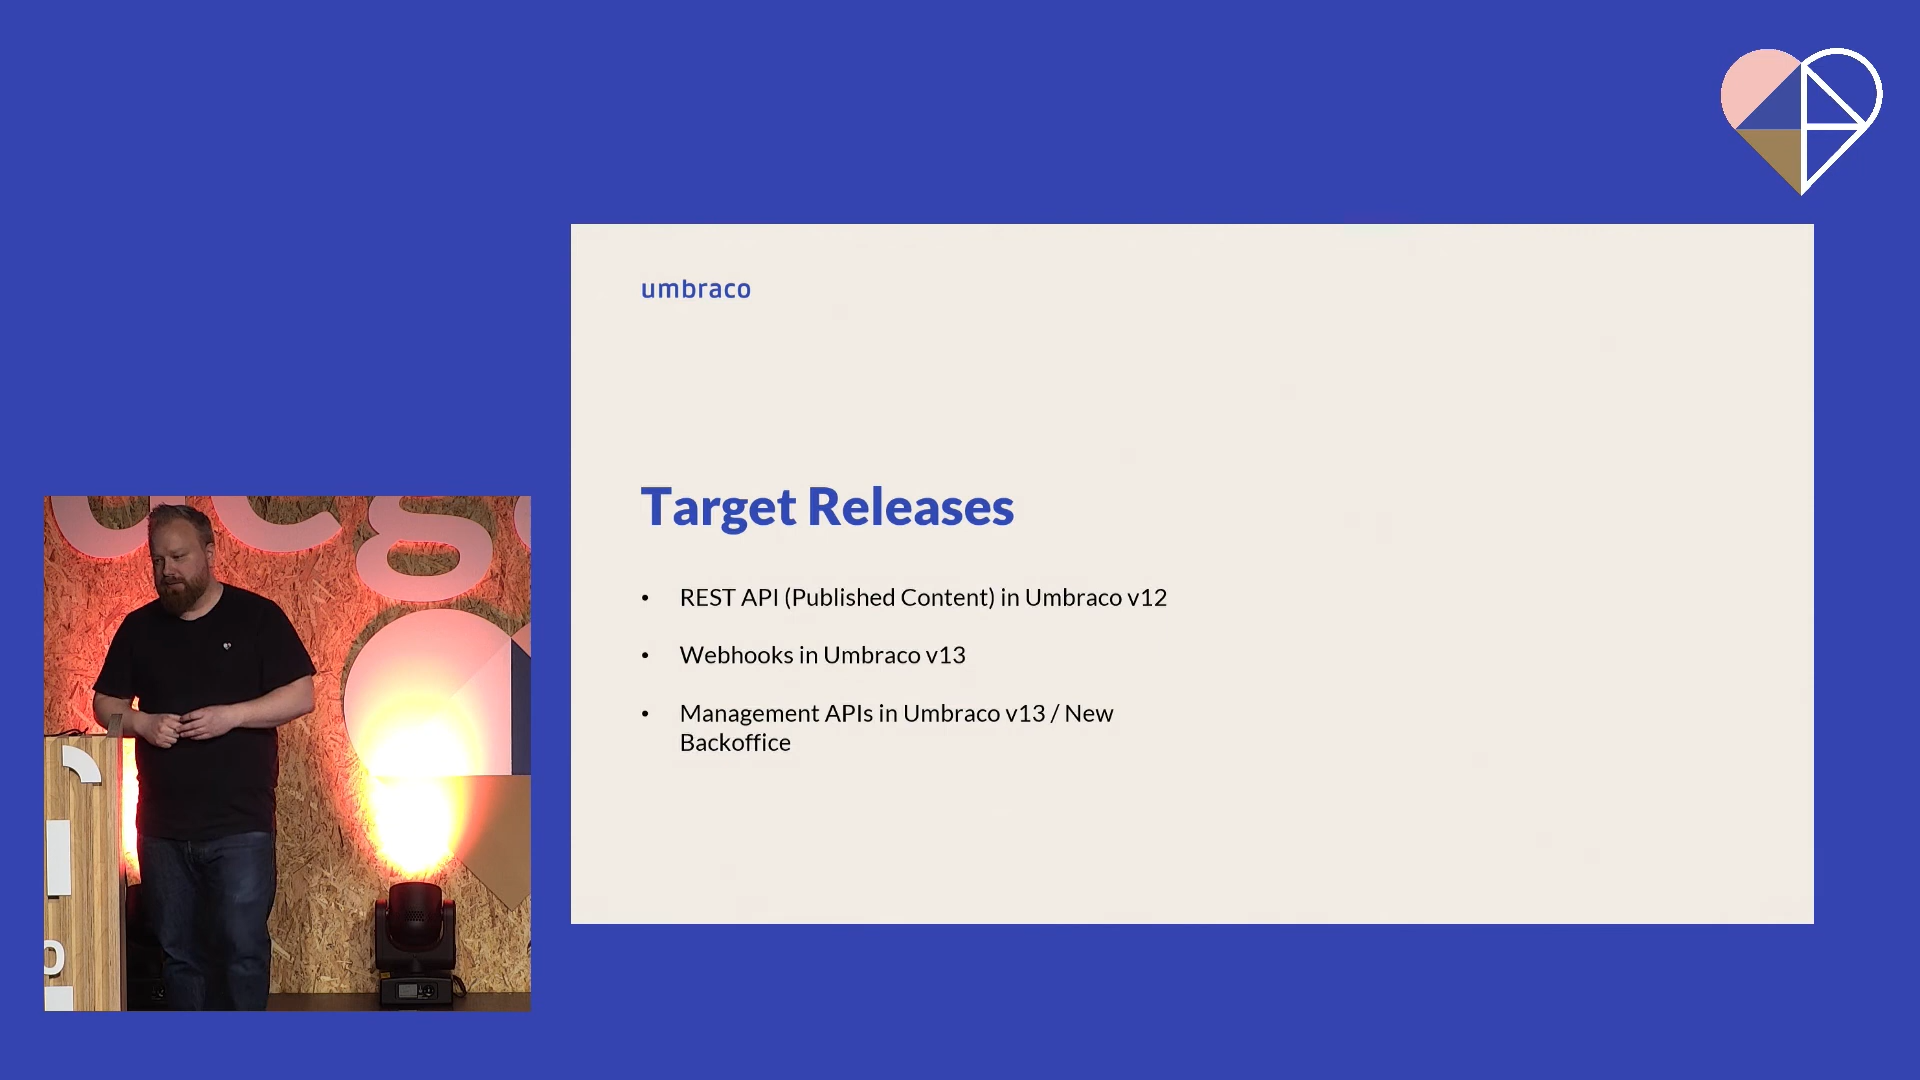 umbraco
Target Releases
• REST API (Published Content) in Umbraco v12
• Webhooks in Umbraco v13
• Management APIs in Umbraco v13 / New
Backoffice